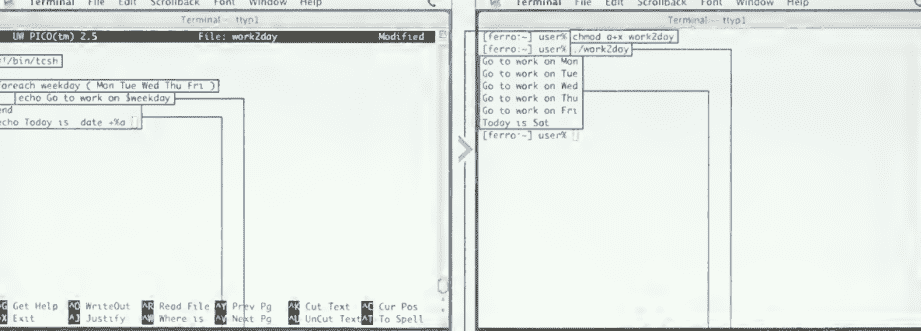 Terminal File Edit Scrollback Font Window Help
Terminal — ttyp1
UW PICO(tm) 2.5 File: work2day Modified
#!/bin/tcsh
foreach weekday ( Mon Tue Wed Thu Fri )
echo Go to work on $weekday
end
echo Today is `date +%a`
^G Get Help ^O WriteOut ^R Read File ^Y Prev Pg ^K Cut Text ^C Cur Pos
^X Exit ^J Justify ^W Where is ^V Next Pg ^U UnCut Text ^T To Spell
Terminal File Edit Scrollback Font Window Help
Terminal — ttyp1
[ferro:~] user% chmod a+x work2day
[ferro:~] user% ./work2day
Go to work on Mon
Go to work on Tue
Go to work on Wed
Go to work on Thu
Go to work on Fri
Today is Sat
[ferro:~] user%